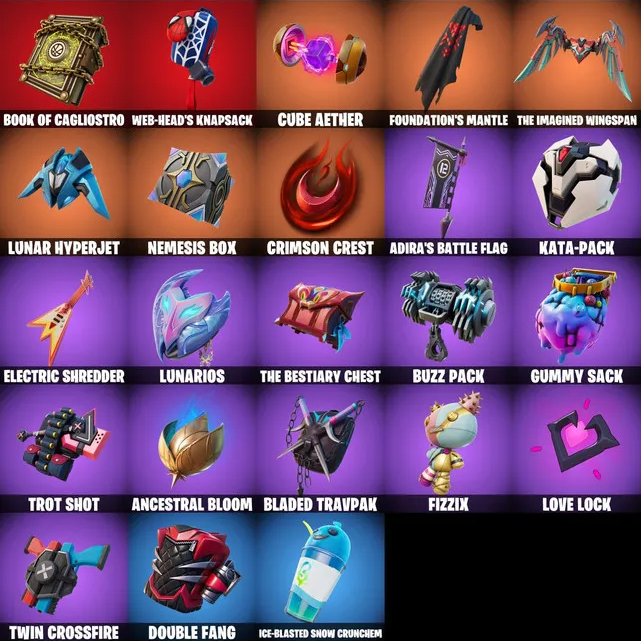 BOOK OF CAGLIOSTRO
WEB-HEAD'S KNAPSACK
CUBE AETHER
FOUNDATION'S MANTLE
THE IMAGINED WINGSPAN
LUNAR HYPERJET
NEMESIS BOX
CRIMSON CREST
ADIRA'S BATTLE FLAG
KATA-PACK
ELECTRIC SHREDDER
LUNARIOS
THE BESTIARY CHEST
BUZZ PACK
GUMMY SACK
TROT SHOT
ANCESTRAL BLOOM
BLADED TRAVPAK
FIZZIX
LOVE LOCK
TWIN CROSSFIRE
DOUBLE FANG
ICE-BLASTED SNOW CRUNCHEM